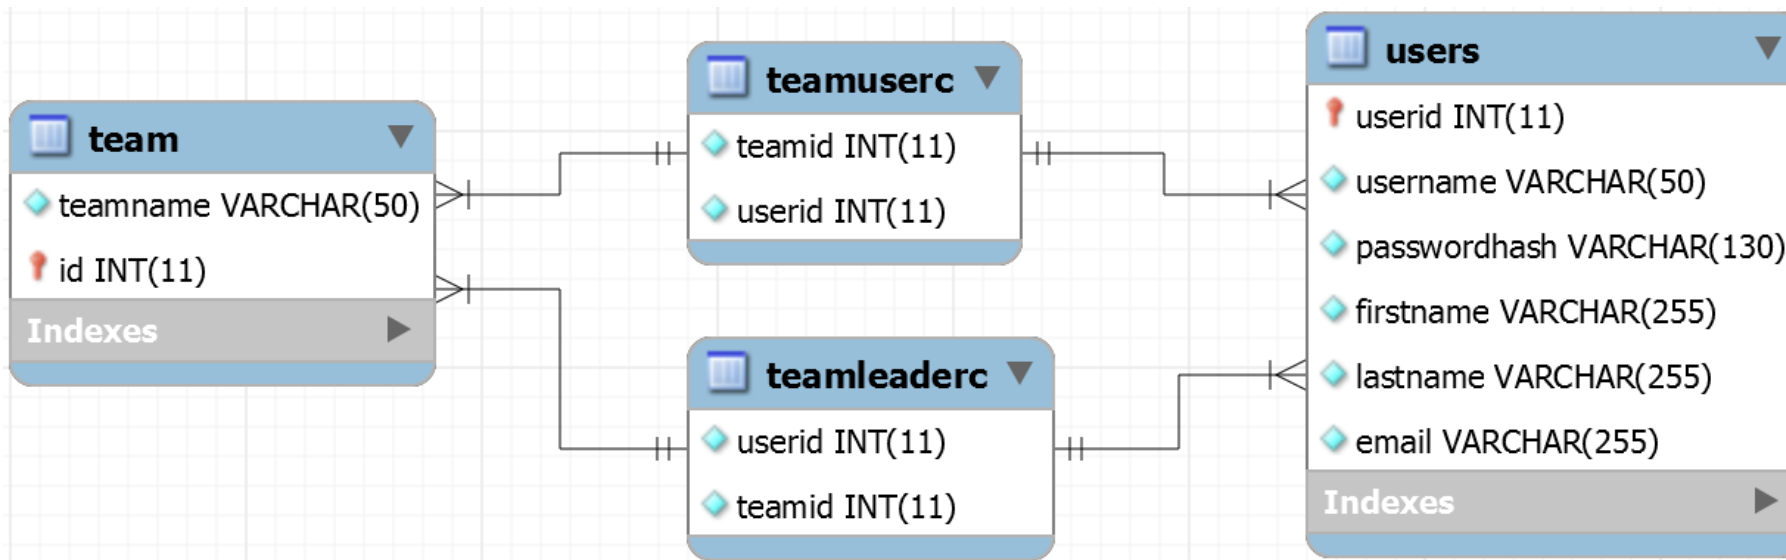 team
teamname VARCHAR(50)
id INT(11)
Indexes
teamuserc
teamid INT(11)
userid INT(11)
teamleaderc
userid INT(11)
teamid INT(11)
users
userid INT(11)
username VARCHAR(50)
passwordhash VARCHAR(130)
firstname VARCHAR(255)
lastname VARCHAR(255)
email VARCHAR(255)
Indexes